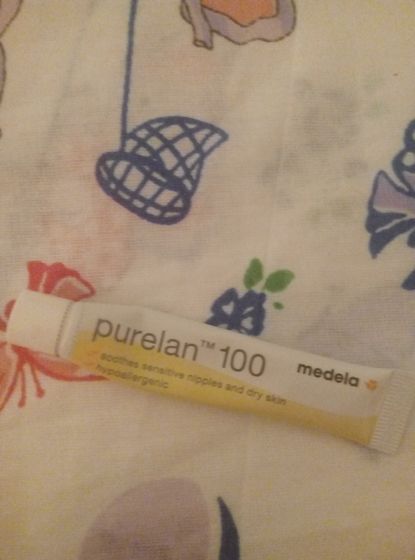 purelan™ 100
medela
soothes sensitive nipples and dry skin
hypoallergenic